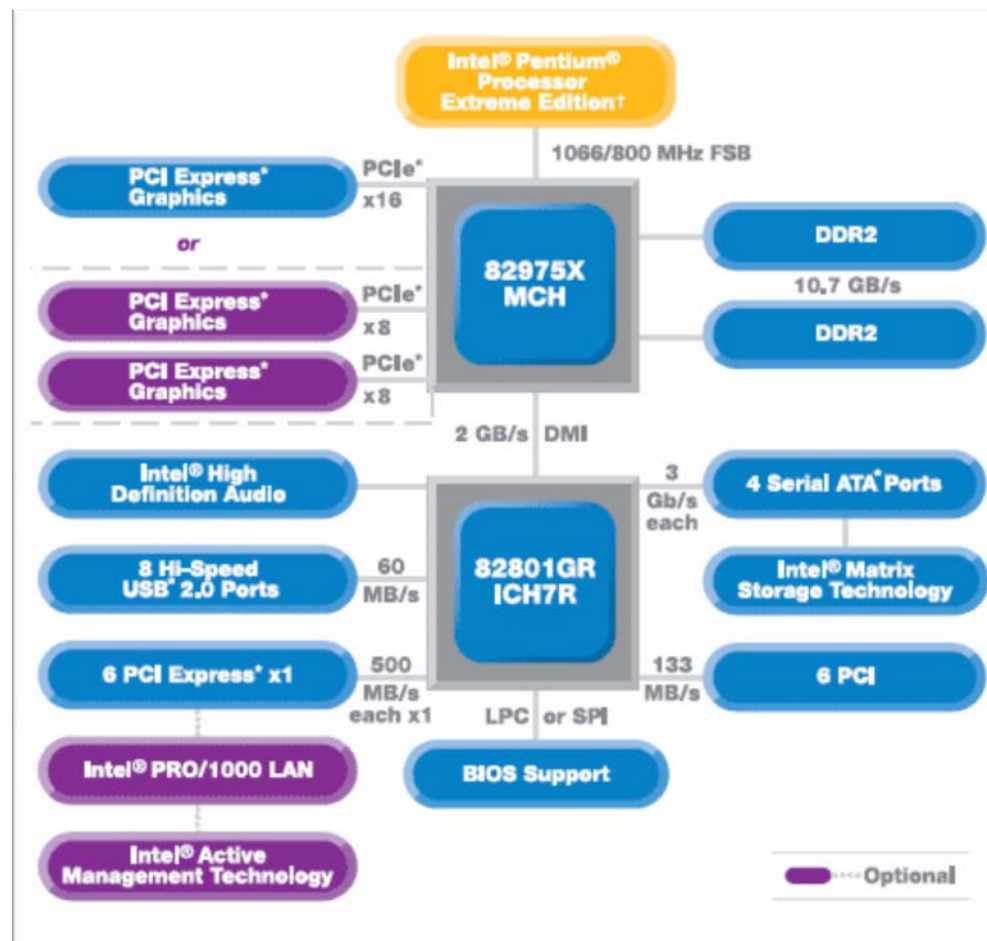 Intel® Pentium®
Processor
Extreme Edition†
1066/800 MHz FSB
PCI Express*
Graphics
PCIe*
x16
or
PCI Express*
Graphics
PCIe*
x8
PCI Express*
Graphics
PCIe*
x8
82975X
MCH
DDR2
10.7 GB/s
DDR2
2 GB/s DMI
Intel® High
Definition Audio
8 Hi-Speed
USB* 2.0 Ports
60
MB/s
6 PCI Express* x1
500
MB/s
each x1
82801GR
ICH7R
3
Gb/s
each
4 Serial ATA* Ports
Intel® Matrix
Storage Technology
133
MB/s
6 PCI
LPC or SPI
BIOS Support
Intel® PRO/1000 LAN
Intel® Active
Management Technology
Optional